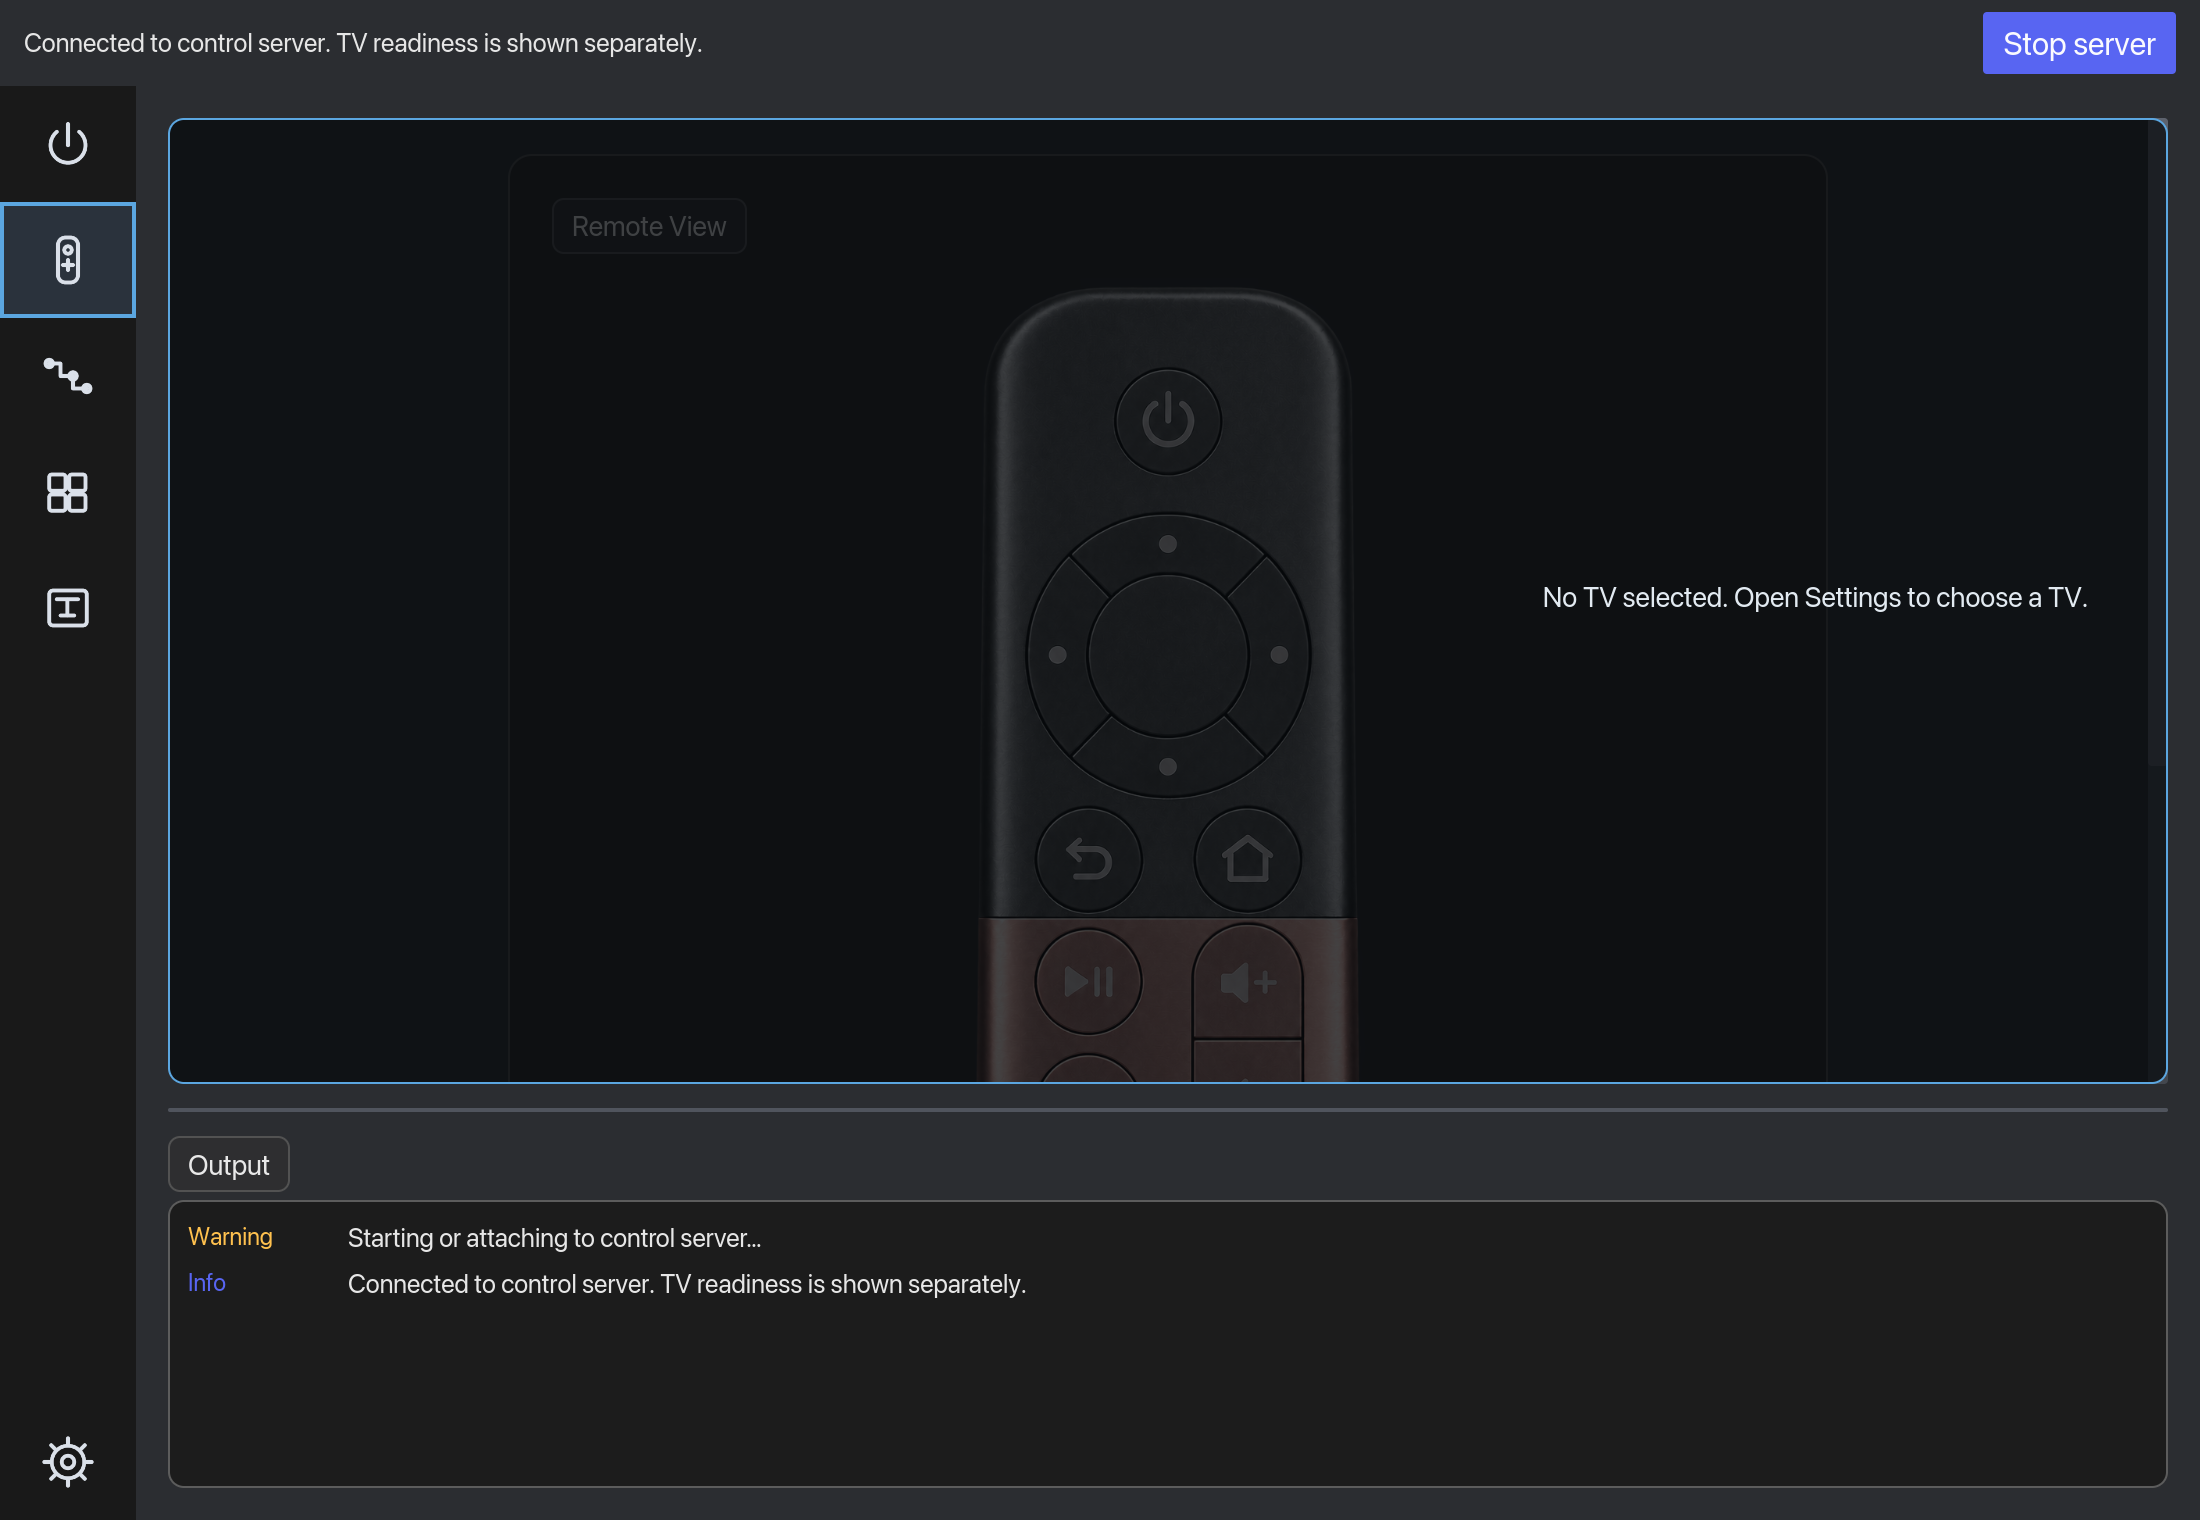 Connected to control server. TV readiness is shown separately.
Stop server
Remote View
No TV selected. Open Settings to choose a TV.
Output
Warning Starting or attaching to control server...
Info Connected to control server. TV readiness is shown separately.